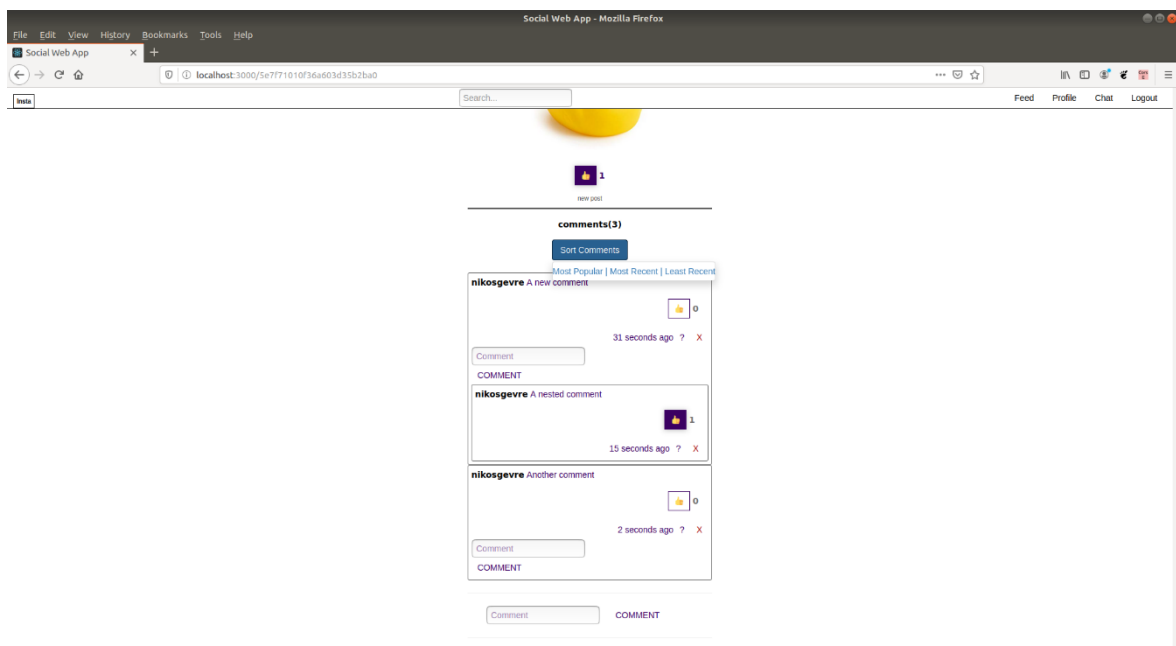 Social Web App - Mozilla Firefox
File Edit View History Bookmarks Tools Help
Social Web App
localhost:3000/5e7f71010f36a603d35b2ba0
Insta Search... Feed Profile Chat Logout
1
new post
comments(3)
Sort Comments
Most Popular | Most Recent | Least Recent
nikosgevre A new comment
0
31 seconds ago ? X
Comment
COMMENT
nikosgevre A nested comment
1
15 seconds ago ? X
nikosgevre Another comment
0
2 seconds ago ? X
Comment
COMMENT
Comment COMMENT